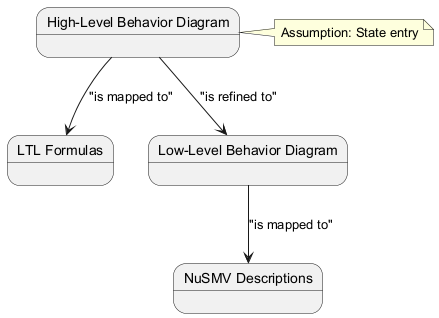 High-Level Behavior Diagram
Assumption: State entry
"is mapped to"
"is refined to"
LTL Formulas
Low-Level Behavior Diagram
"is mapped to"
NuSMV Descriptions